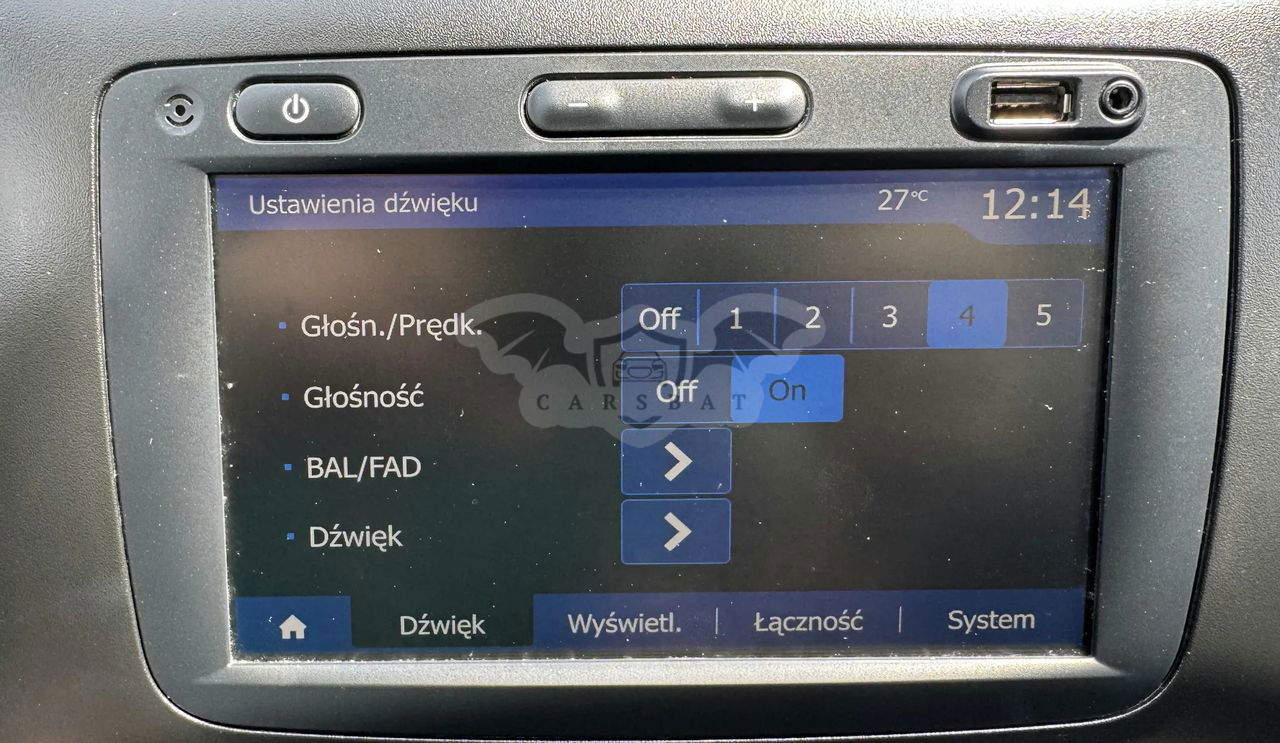 Ustawienia dźwięku 27°C 12:14
Głośn./Prędk. Off 1 2 3 4 5
Głośność Off On
CARSBAT
BAL/FAD
Dźwięk
Dźwięk Wyświetl. Łączność System